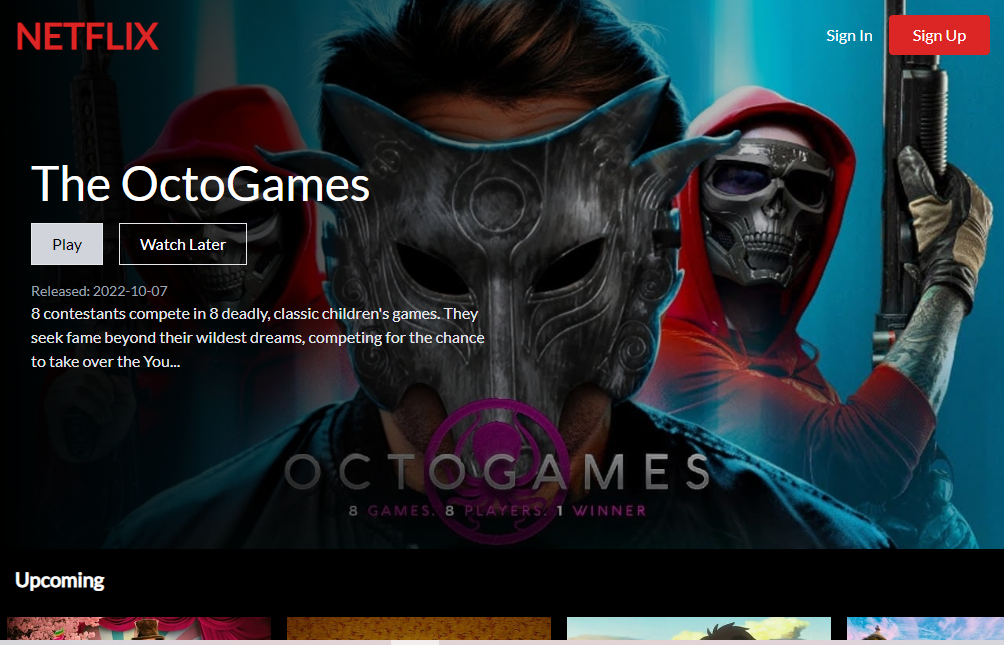 NETFLIX
Sign In
Sign Up
The OctoGames
Play
Watch Later
Released: 2022-10-07
8 contestants compete in 8 deadly, classic children's games. They
seek fame beyond their wildest dreams, competing for the chance
to take over the You...
OCTOGAMES
8 GAMES. 8 PLAYERS. 1 WINNER
Upcoming